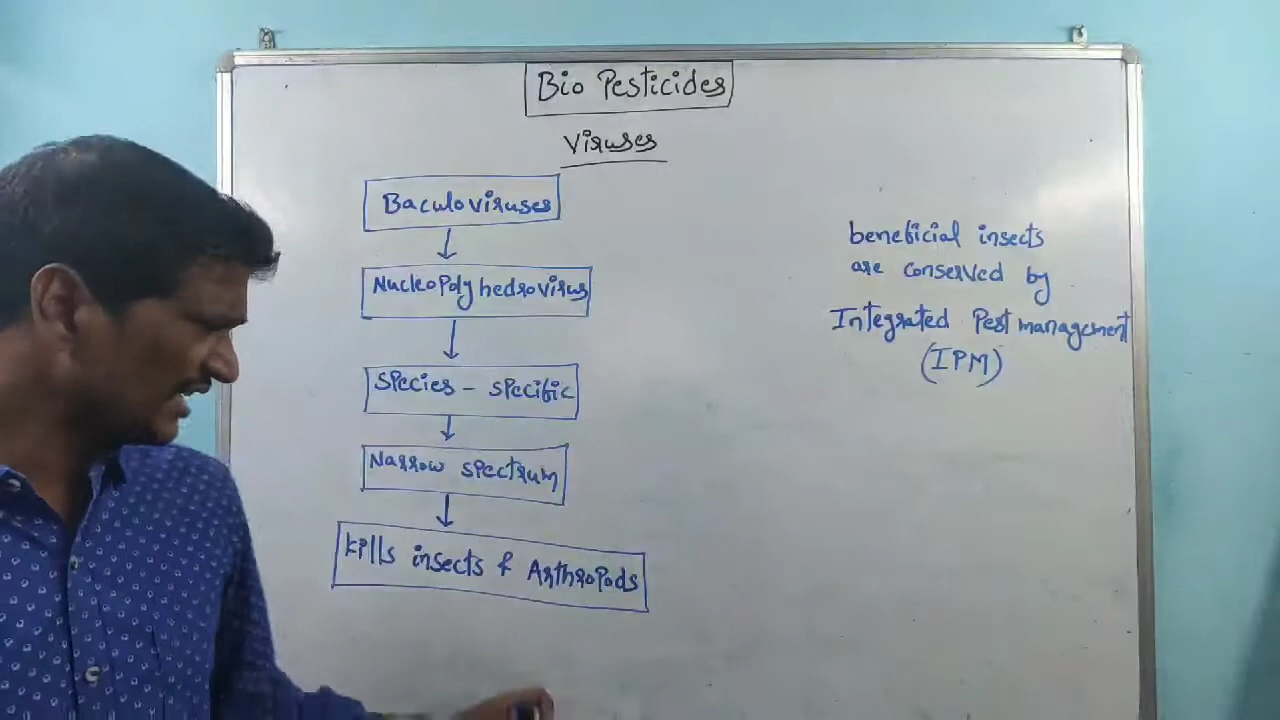 Bio Pesticides
Viruses
Baculoviruses
Nucleopolyhedrovirus
Species - specific
Narrow spectrum
kills insects & Arthropods
beneficial insects
are conserved by
Integrated Pest management
(IPM)